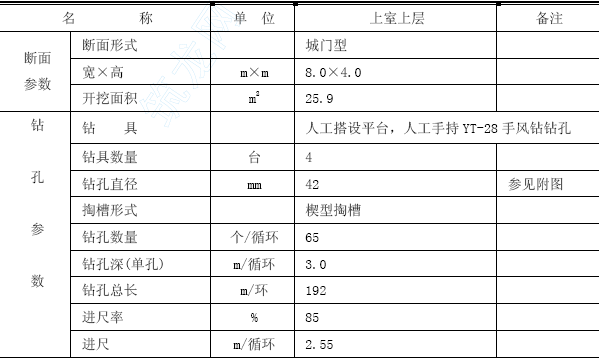 名 称 单 位 上室上层 备注
断面参数 断面形式 城门型
宽×高 m×m 8.0×4.0
开挖面积 m² 25.9
钻孔参数 钻 具 人工搭设平台，人工手持YT-28手风钻钻孔
钻具数量 台 4
钻孔直径 mm 42 参见附图
掏槽形式 楔型掏槽
钻孔数量 个/循环 65
钻孔深(单孔) m/循环 3.0
钻孔总长 m/环 192
进尺率 % 85
进尺 m/循环 2.55